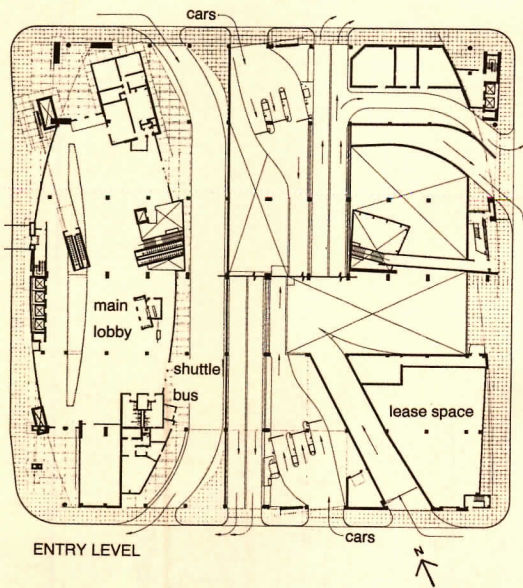 cars
main
lobby
shuttle
bus
lease space
cars
ENTRY LEVEL
N